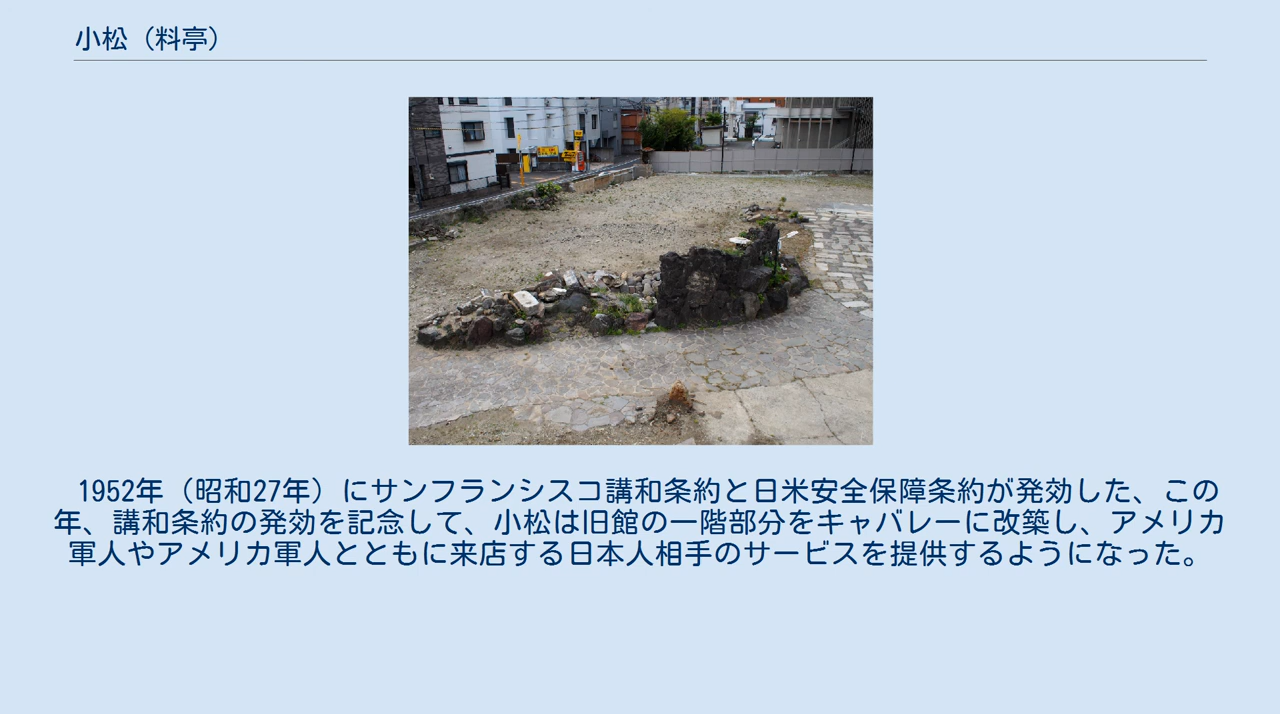 小松（料亭）
1952年（昭和27年）にサンフランシスコ講和条約と日米安全保障条約が発効した、この
年、講和条約の発効を記念して、小松は旧館の一階部分をキャバレーに改築し、アメリカ
軍人やアメリカ軍人とともに来店する日本人相手のサービスを提供するようになった。